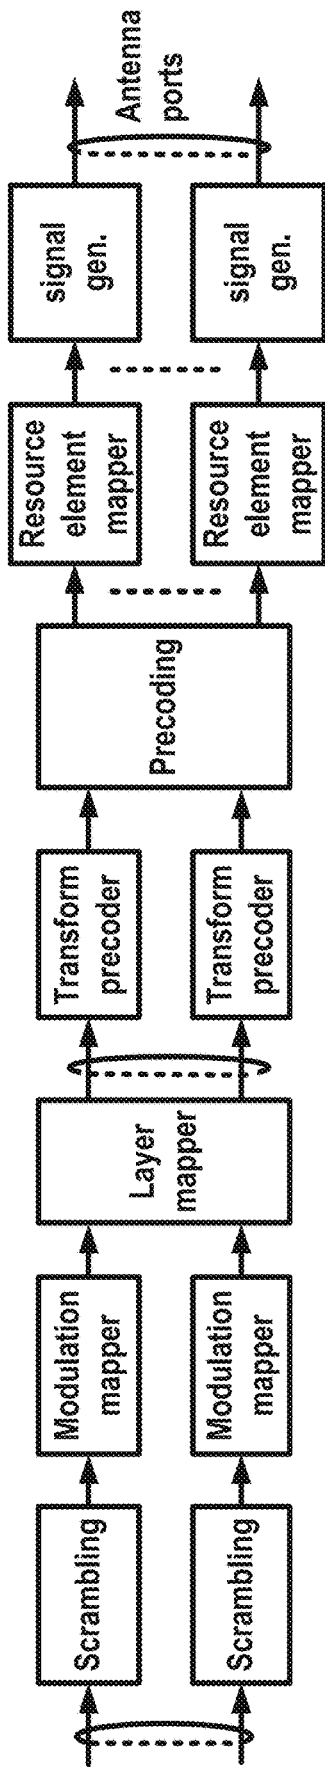 Scrambling
Scrambling
Modulation
mapper
Modulation
mapper
Layer
mapper
Transform
precoder
Transform
precoder
Precoding
Resource
element
mapper
Resource
element
mapper
signal
gen.
signal
gen.
Antenna
ports